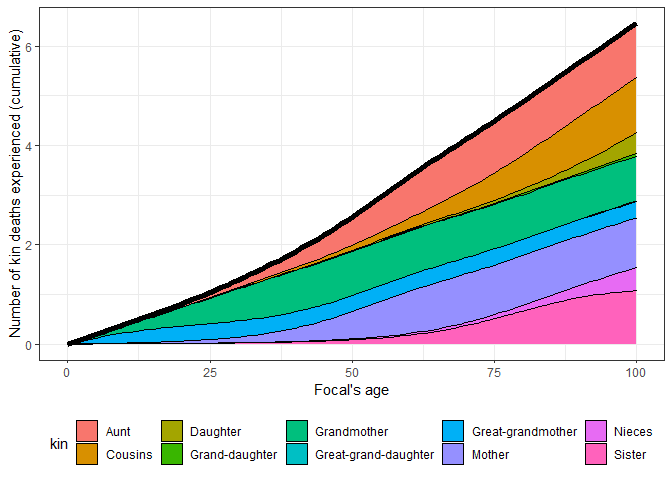 Number of kin deaths experienced (cumulative)
6
4
2
0
0 25 50 75 100
Focal's age
kin
Aunt Daughter Grandmother Great-grandmother Nieces
Cousins Grand-daughter Great-grand-daughter Mother Sister